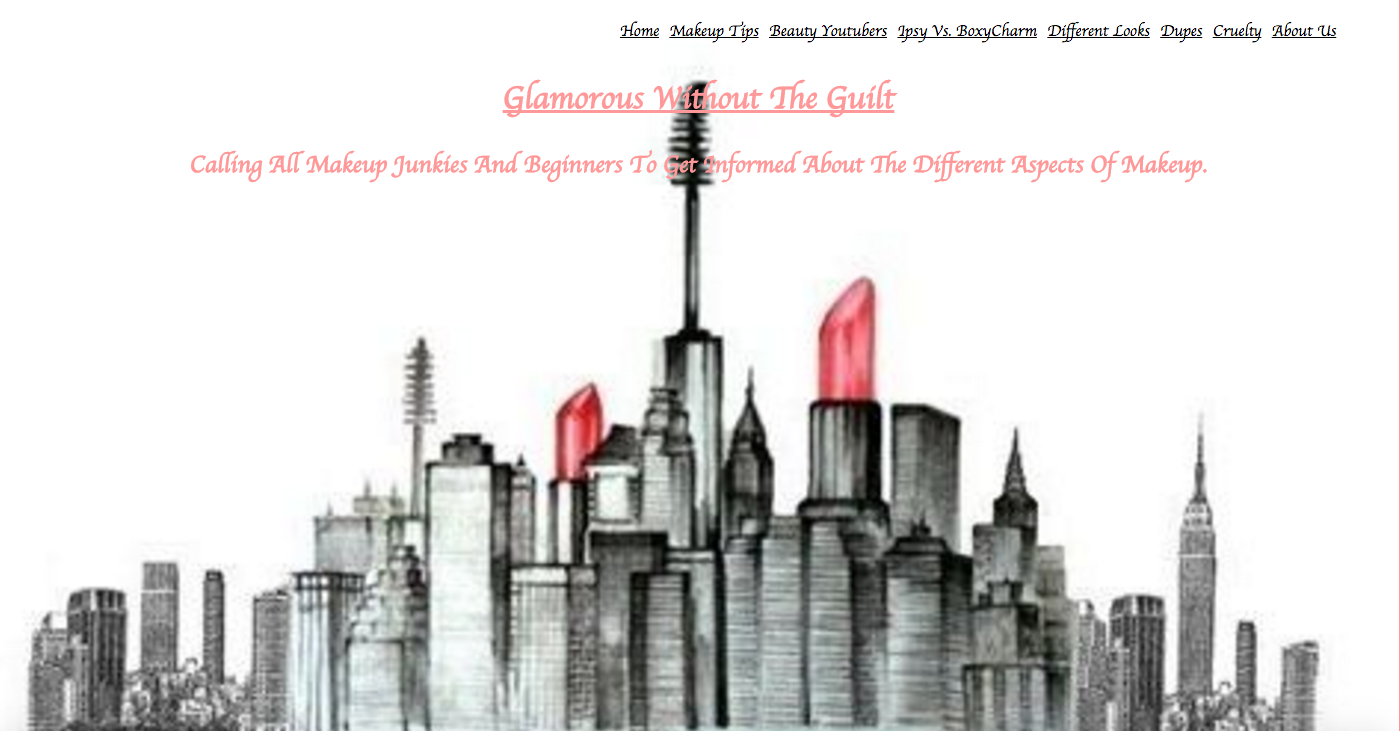 Home Makeup Tips Beauty Youtubers Ipsy Vs. BoxyCharm Different Looks Dupes Cruelty About Us
Glamorous Without The Guilt
Calling All Makeup Junkies And Beginners To Get Informed About The Different Aspects Of Makeup.